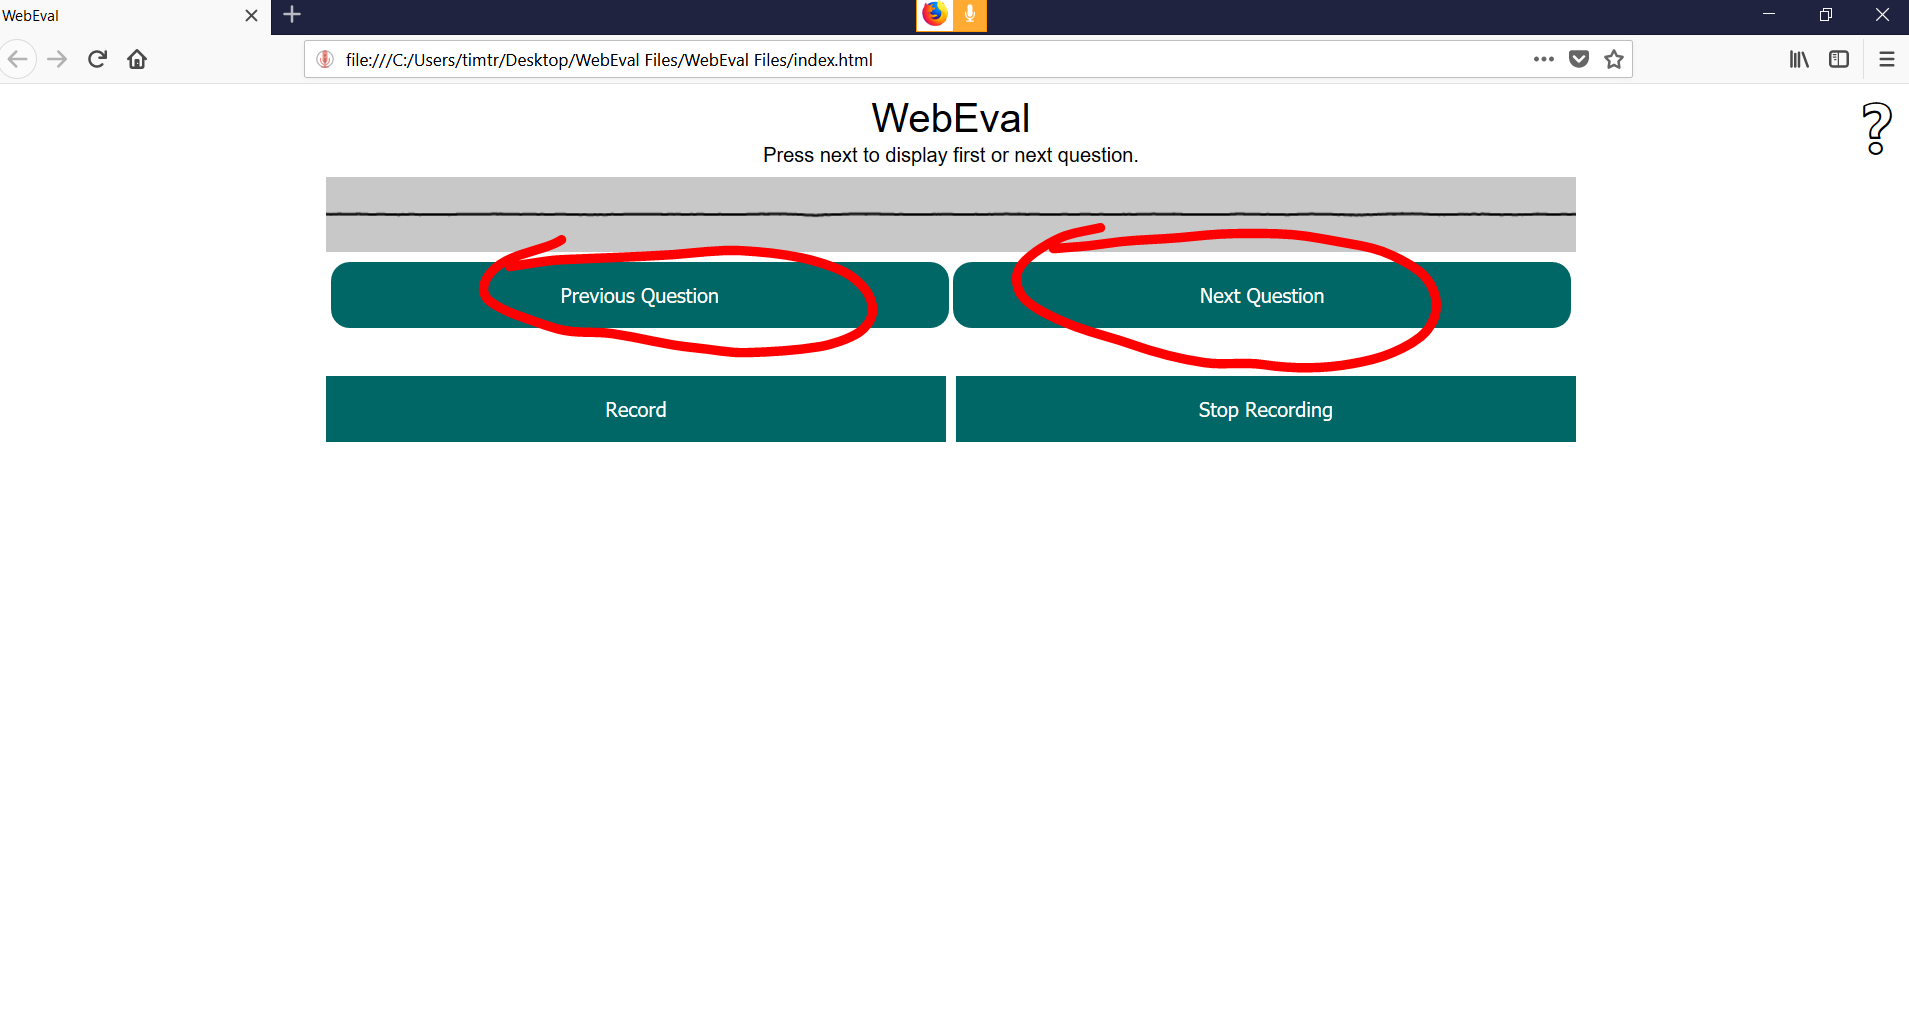 WebEval
file:///C:/Users/timtr/Desktop/WebEval Files/WebEval Files/index.html
WebEval
?
Press next to display first or next question.
Previous Question
Next Question
Record
Stop Recording